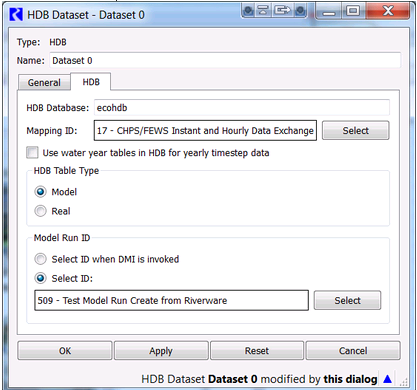 HDB Dataset - Dataset 0
Type: HDB
Name: Dataset 0
General HDB
HDB Database: ecohdb
Mapping ID: 17 - CHPS/FEWS Instant and Hourly Data Exchange Select
Use water year tables in HDB for yearly timestep data
HDB Table Type
Model
Real
Model Run ID
Select ID when DMI is invoked
Select ID:
509 - Test Model Run Create from Riverware Select
OK Apply Reset Cancel
HDB Dataset Dataset 0 modified by this dialog